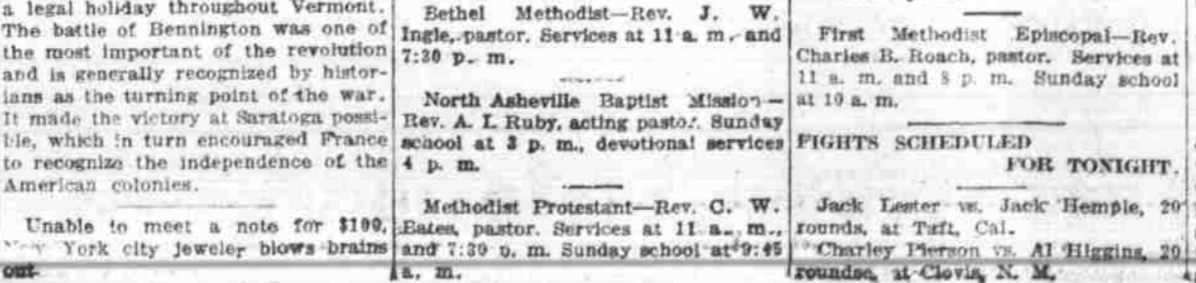 a legal holiday throughout Vermont.
The battle of Bennington was one of
the most important of the revolution
and is generally recognized by histor-
ians as the turning point of the war.
It made the victory at Saratoga possi-
ble, which in turn encouraged France
to recognize the independence of the
American colonies.
Unable to meet a note for $100,
New York city jeweler blows brains
out.
Bethel Methodist—Rev. J. W.
Ingle, pastor. Services at 11 a. m. and
7:30 p. m.
North Asheville Baptist Mission—
Rev. A. I. Ruby, acting pastor. Sunday
school at 3 p. m., devotional services
4 p. m.
Methodist Protestant—Rev. C. W.
Bates, pastor. Services at 11 a. m.,
and 7:30 p. m. Sunday school at 9:45
a. m.
First Methodist Episcopal—Rev.
Charles B. Roach, pastor. Services at
11 a. m. and 8 p. m. Sunday school
at 10 a. m.
FIGHTS SCHEDULED
FOR TONIGHT.
Jack Lester vs. Jack Hemple, 20
rounds, at Taft, Cal.
Charley Pierson vs. Al Higgins, 20
roundse, at Clovis, N. M.